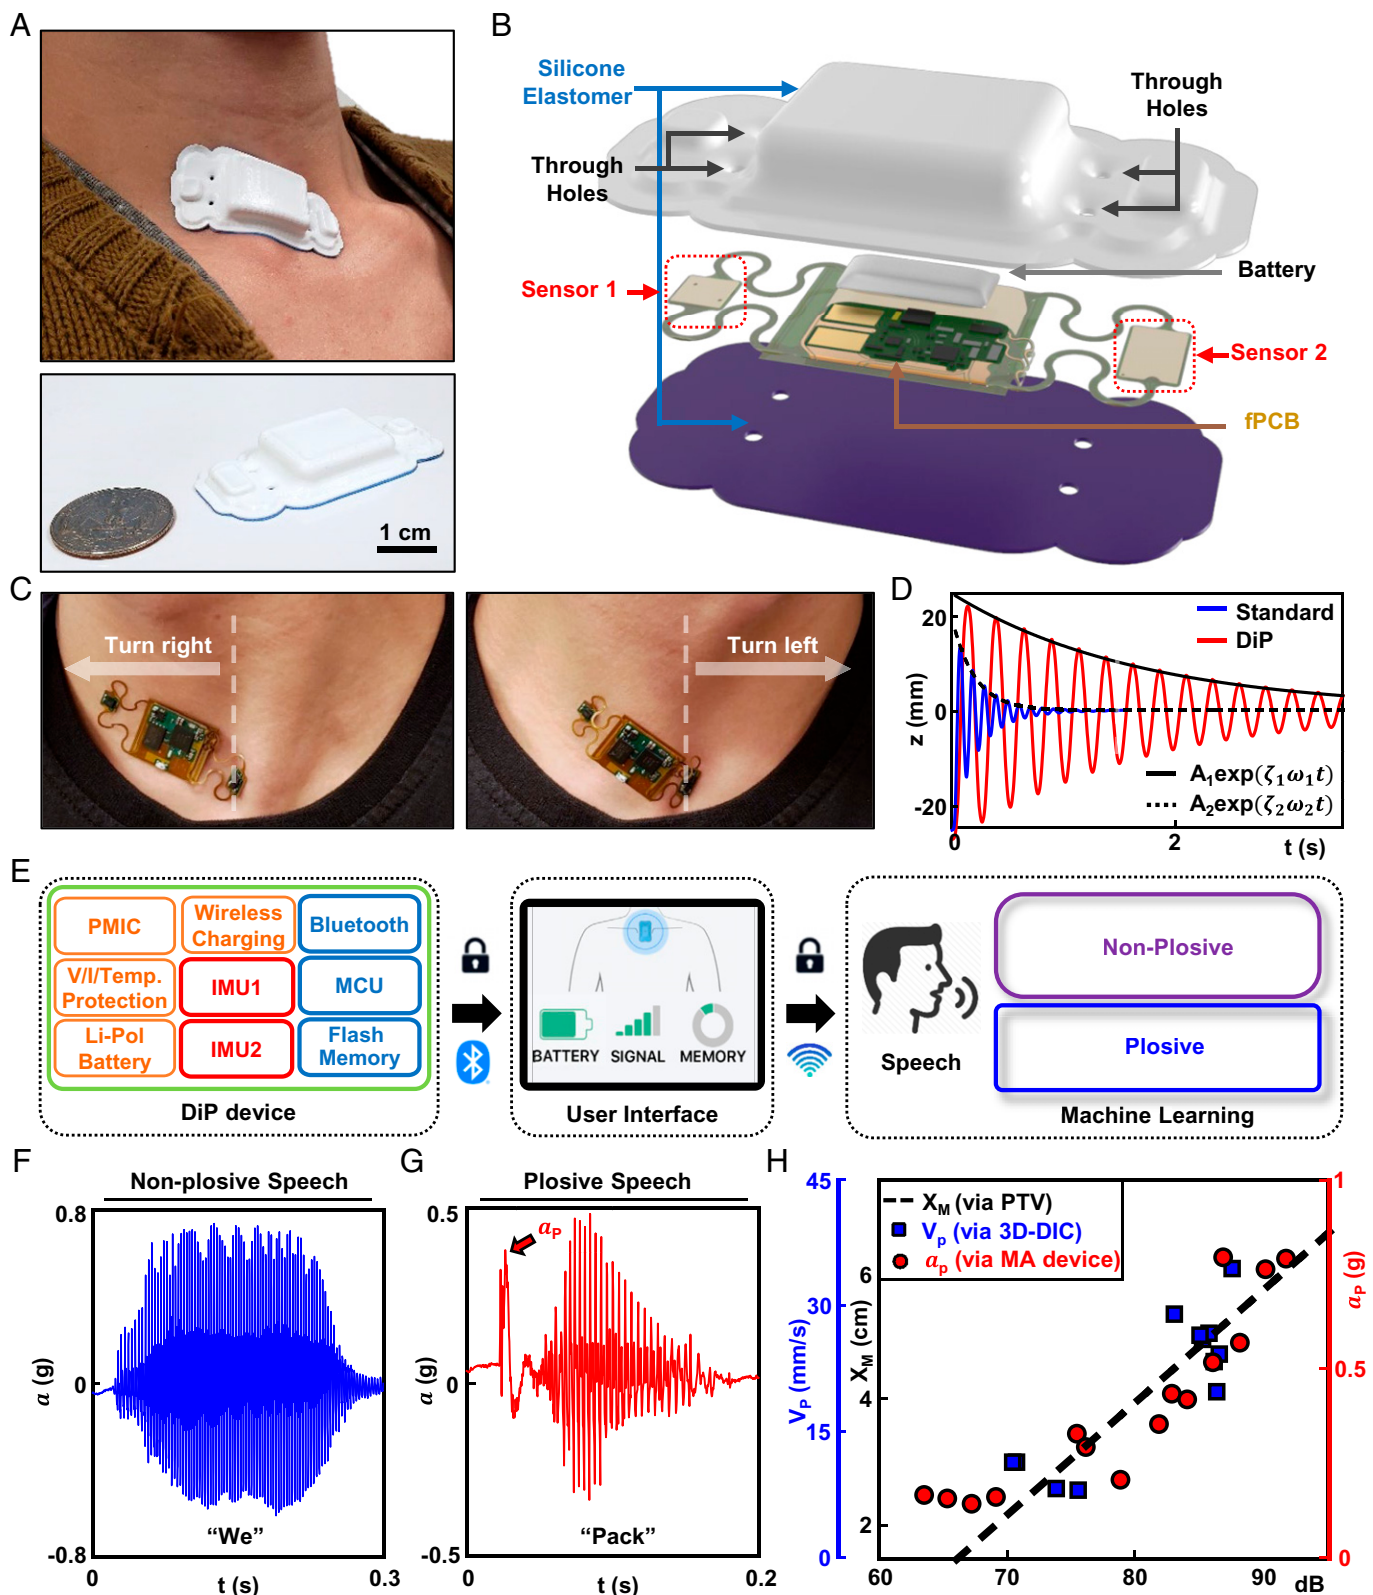 A
B
Silicone
Elastomer
Through
Holes
Through
Holes
Battery
Sensor 1
Sensor 2
fPCB
1 cm
C
Turn right
Turn left
D
20
0
-20
z (mm)
Standard
DiP
A₁exp(ζ₁ω₁t)
A₂exp(ζ₂ω₂t)
0
2
t (s)
E
PMIC
Wireless
Charging
Bluetooth
V/I/Temp.
Protection
IMU1
MCU
Li-Pol
Battery
IMU2
Flash
Memory
DiP device
BATTERY
SIGNAL
MEMORY
User Interface
Speech
Non-Plosive
Plosive
Machine Learning
F
Non-plosive Speech
0.8
0
-0.8
a (g)
"We"
0
0.3
t (s)
G
Plosive Speech
0.5
0
-0.5
a (g)
aP
"Pack"
0
0.2
t (s)
H
45
30
15
0
VP (mm/s)
XM (via PTV)
Vp (via 3D-DIC)
ap (via MA device)
6
4
2
XM (cm)
1
0.5
0
aP (g)
60
70
80
90
dB